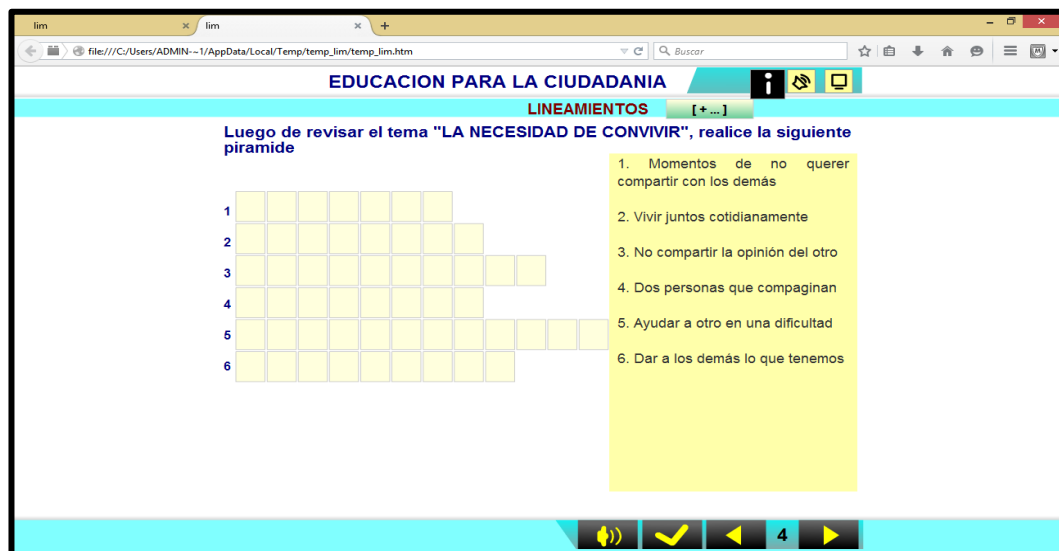 lim
lim
file:///C:/Users/ADMIN-~1/AppData/Local/Temp/temp_lim/temp_lim.htm
Buscar
EDUCACION PARA LA CIUDADANIA
LINEAMIENTOS [ + ... ]
Luego de revisar el tema "LA NECESIDAD DE CONVIVIR", realice la siguiente
piramide
1. Momentos de no querer
compartir con los demás
2. Vivir juntos cotidianamente
3. No compartir la opinión del otro
4. Dos personas que compaginan
5. Ayudar a otro en una dificultad
6. Dar a los demás lo que tenemos
1
2
3
4
5
6
4